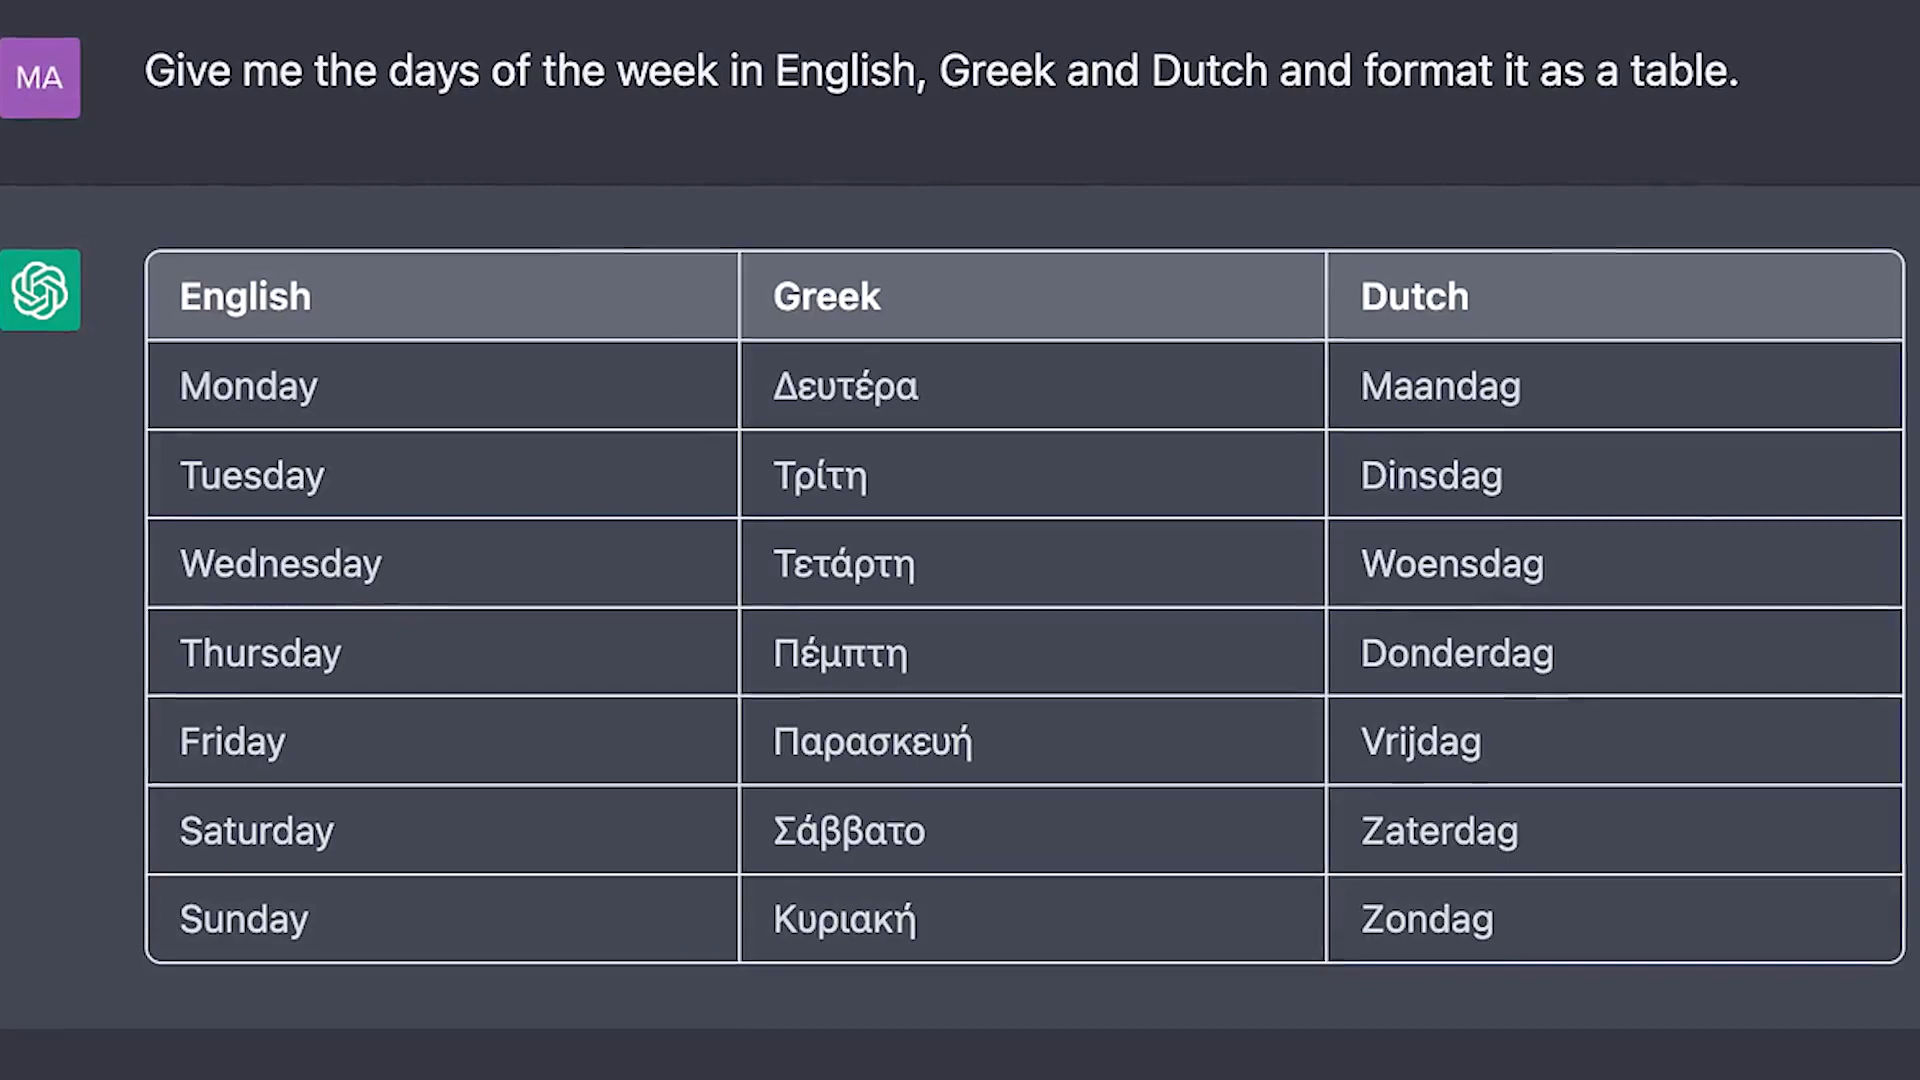 MA
Give me the days of the week in English, Greek and Dutch and format it as a table.
English Greek Dutch
Monday Δευτέρα Maandag
Tuesday Τρίτη Dinsdag
Wednesday Τετάρτη Woensdag
Thursday Πέμπτη Donderdag
Friday Παρασκευή Vrijdag
Saturday Σάββατο Zaterdag
Sunday Κυριακή Zondag